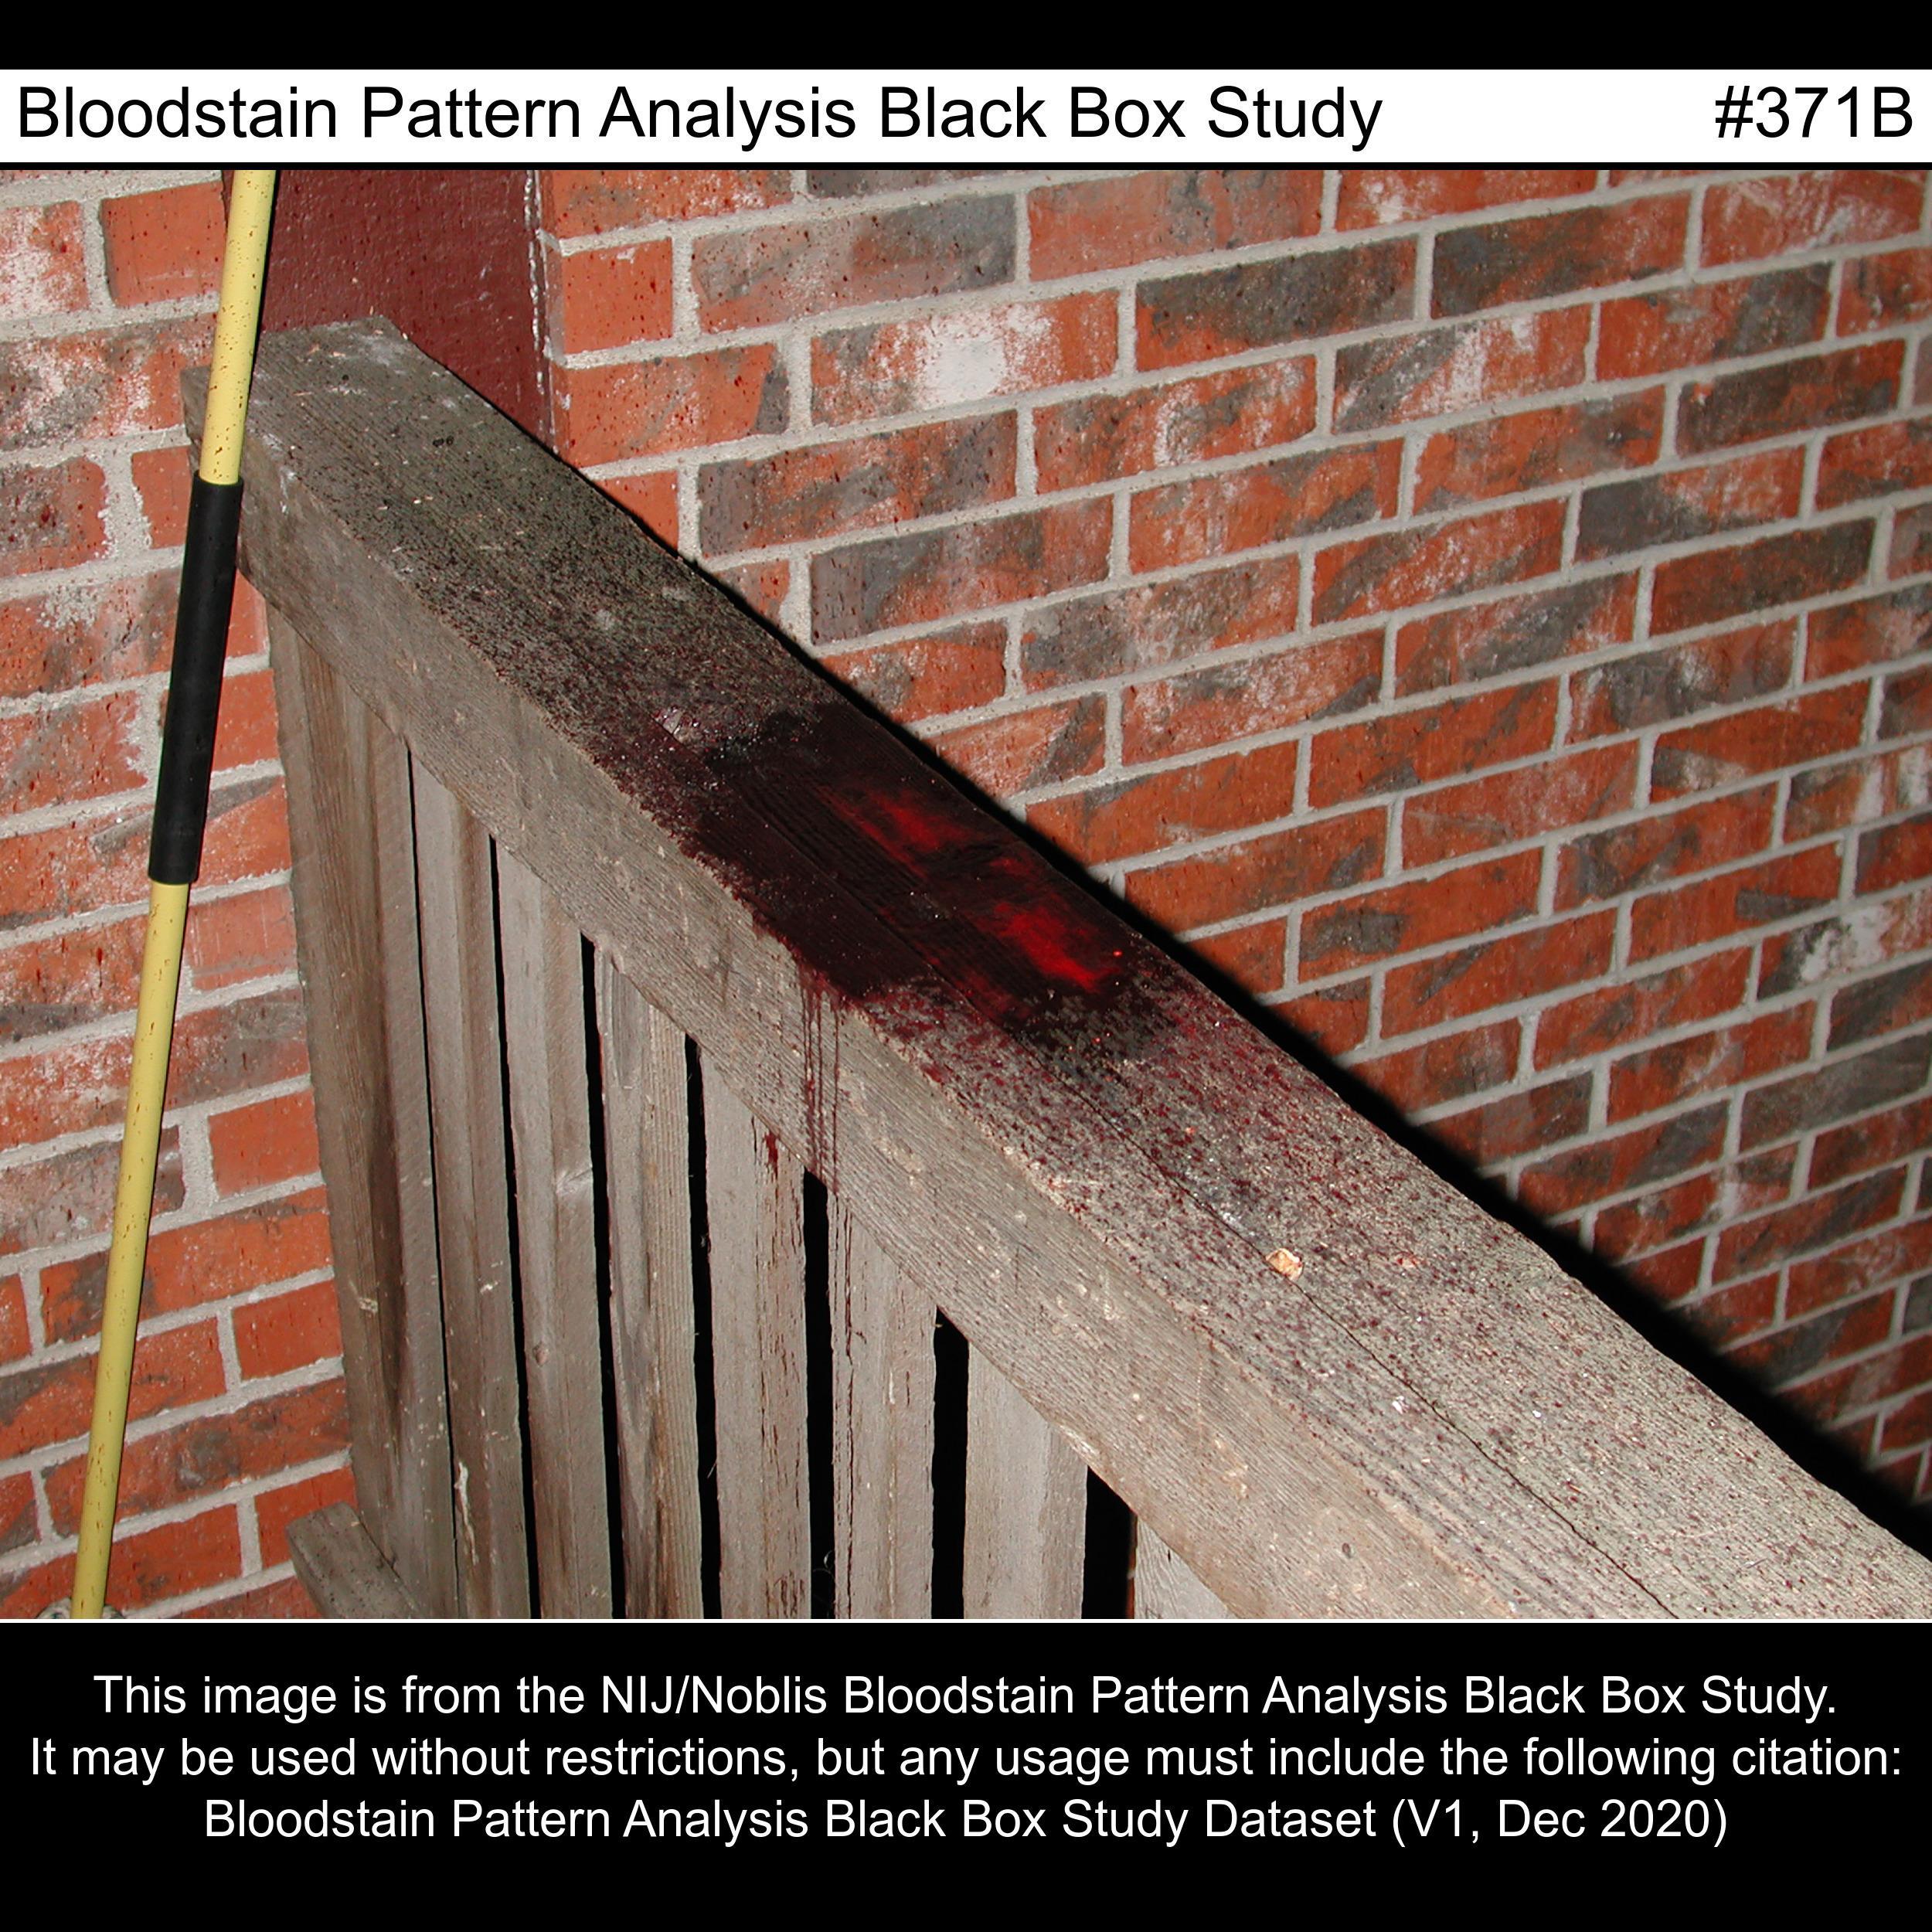 Bloodstain Pattern Analysis Black Box Study #371B
This image is from the NIJ/Noblis Bloodstain Pattern Analysis Black Box Study.
It may be used without restrictions, but any usage must include the following citation:
Bloodstain Pattern Analysis Black Box Study Dataset (V1, Dec 2020)